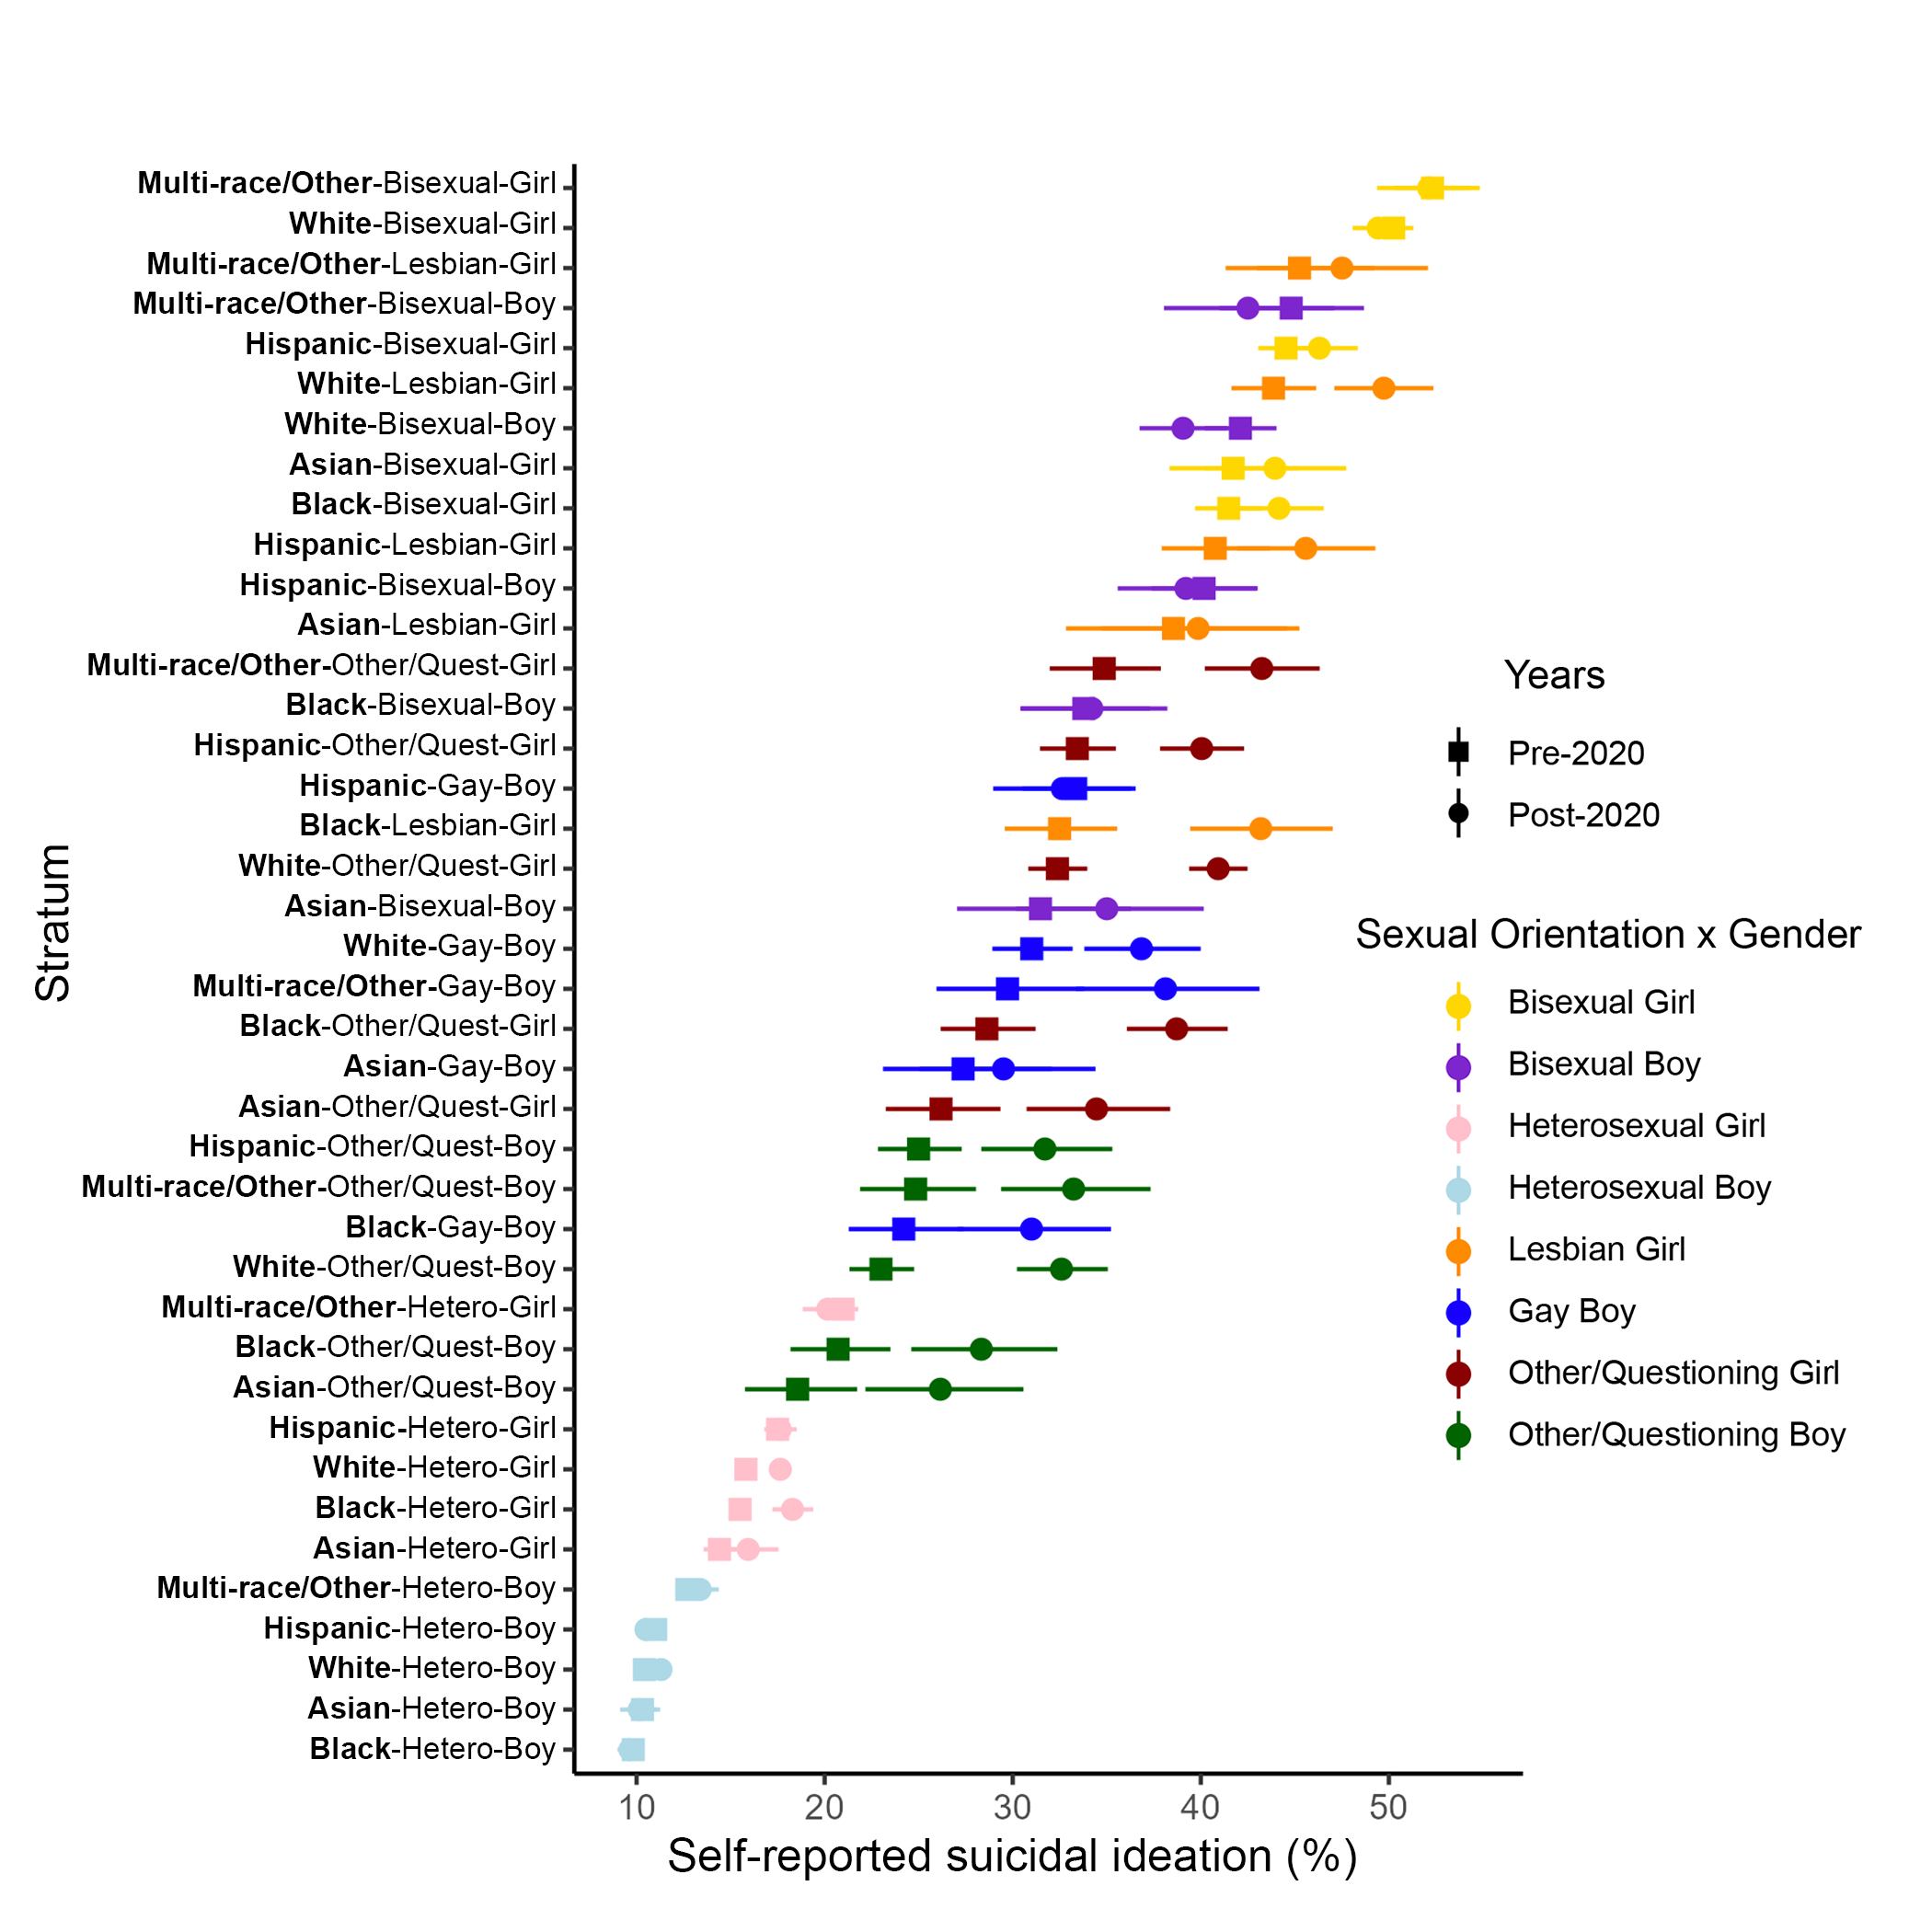 Multi-race/Other-Bisexual-Girl
White-Bisexual-Girl
Multi-race/Other-Lesbian-Girl
Multi-race/Other-Bisexual-Boy
Hispanic-Bisexual-Girl
White-Lesbian-Girl
White-Bisexual-Boy
Asian-Bisexual-Girl
Black-Bisexual-Girl
Hispanic-Lesbian-Girl
Hispanic-Bisexual-Boy
Asian-Lesbian-Girl
Multi-race/Other-Other/Quest-Girl
Black-Bisexual-Boy
Hispanic-Other/Quest-Girl
Hispanic-Gay-Boy
Black-Lesbian-Girl
White-Other/Quest-Girl
Asian-Bisexual-Boy
White-Gay-Boy
Multi-race/Other-Gay-Boy
Black-Other/Quest-Girl
Asian-Gay-Boy
Asian-Other/Quest-Girl
Hispanic-Other/Quest-Boy
Multi-race/Other-Other/Quest-Boy
Black-Gay-Boy
White-Other/Quest-Boy
Multi-race/Other-Hetero-Girl
Black-Other/Quest-Boy
Asian-Other/Quest-Boy
Hispanic-Hetero-Girl
White-Hetero-Girl
Black-Hetero-Girl
Asian-Hetero-Girl
Multi-race/Other-Hetero-Boy
Hispanic-Hetero-Boy
White-Hetero-Boy
Asian-Hetero-Boy
Black-Hetero-Boy
Stratum
10 20 30 40 50
Self-reported suicidal ideation (%)
Years
Pre-2020
Post-2020
Sexual Orientation x Gender
Bisexual Girl
Bisexual Boy
Heterosexual Girl
Heterosexual Boy
Lesbian Girl
Gay Boy
Other/Questioning Girl
Other/Questioning Boy